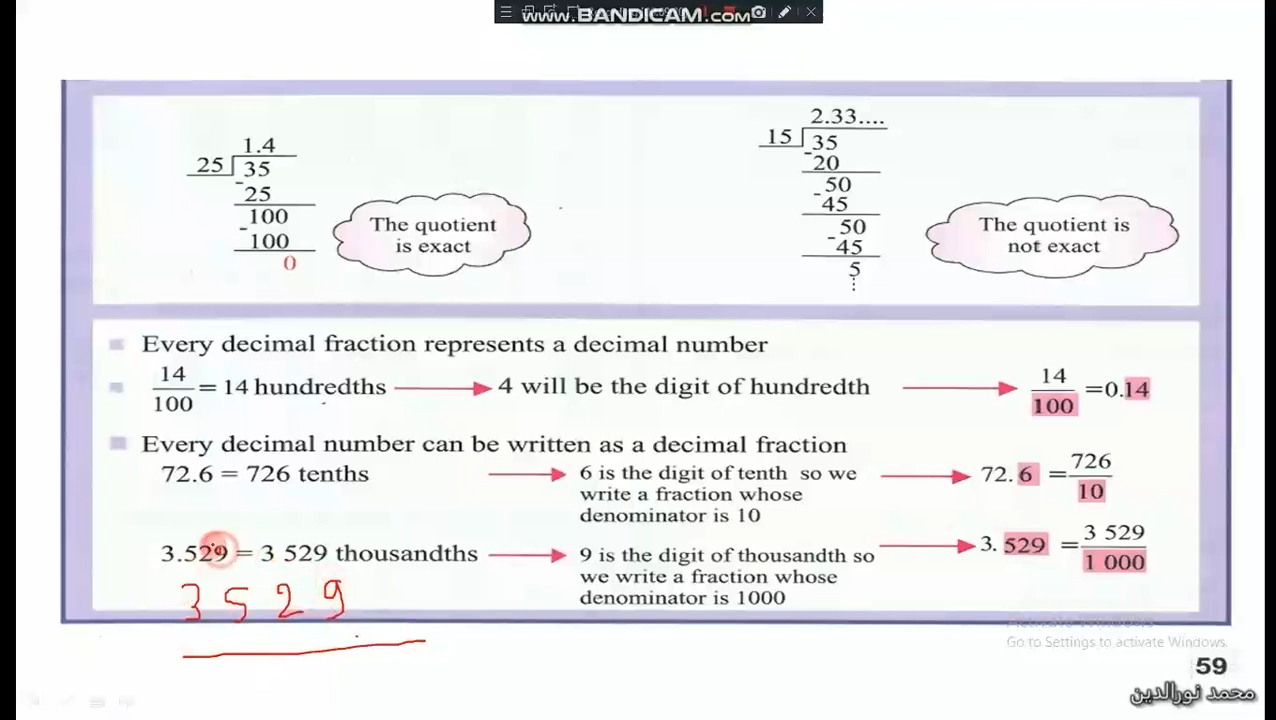 www.BANDICAM.com
1.4
25 35
- 25
100
- 100
0
The quotient
is exact
2.33....
15 35
- 20
50
- 45
50
- 45
5
The quotient is
not exact
Every decimal fraction represents a decimal number
14/100 = 14 hundredths 4 will be the digit of hundredth 14/100 =0.14
Every decimal number can be written as a decimal fraction
72.6 = 726 tenths 6 is the digit of tenth so we 72.6 = 726/10
write a fraction whose
denominator is 10
3.529 = 3 529 thousandths 9 is the digit of thousandth so 3.529 = 3 529/1 000
we write a fraction whose
denominator is 1000
3 5 2 9
Activate Windows
Go to Settings to activate Windows.
59
محمد نورالدين